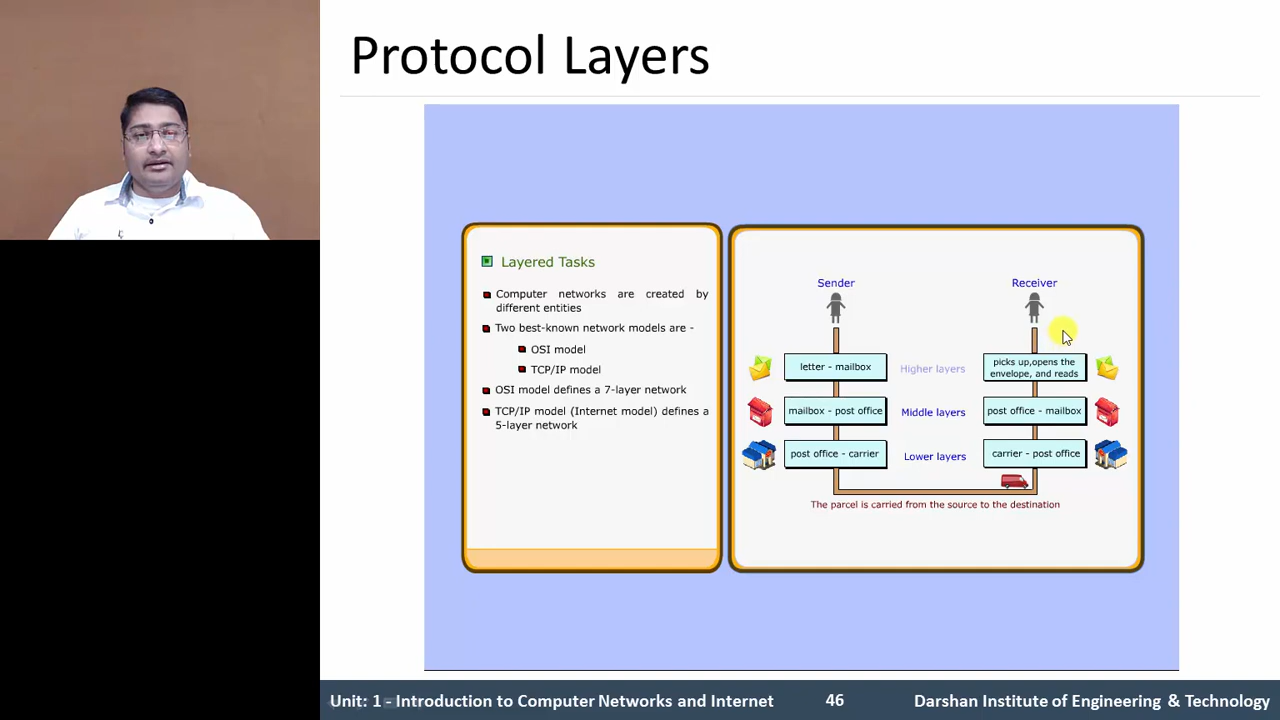 Protocol Layers
Layered Tasks
Computer networks are created by
different entities
Two best-known network models are -
OSI model
TCP/IP model
OSI model defines a 7-layer network
TCP/IP model (Internet model) defines a
5-layer network
Sender
Receiver
letter - mailbox
Higher layers
picks up,opens the
envelope, and reads
mailbox - post office
Middle layers
post office - mailbox
post office - carrier
Lower layers
carrier - post office
The parcel is carried from the source to the destination
Unit: 1 - Introduction to Computer Networks and Internet
46
Darshan Institute of Engineering & Technology